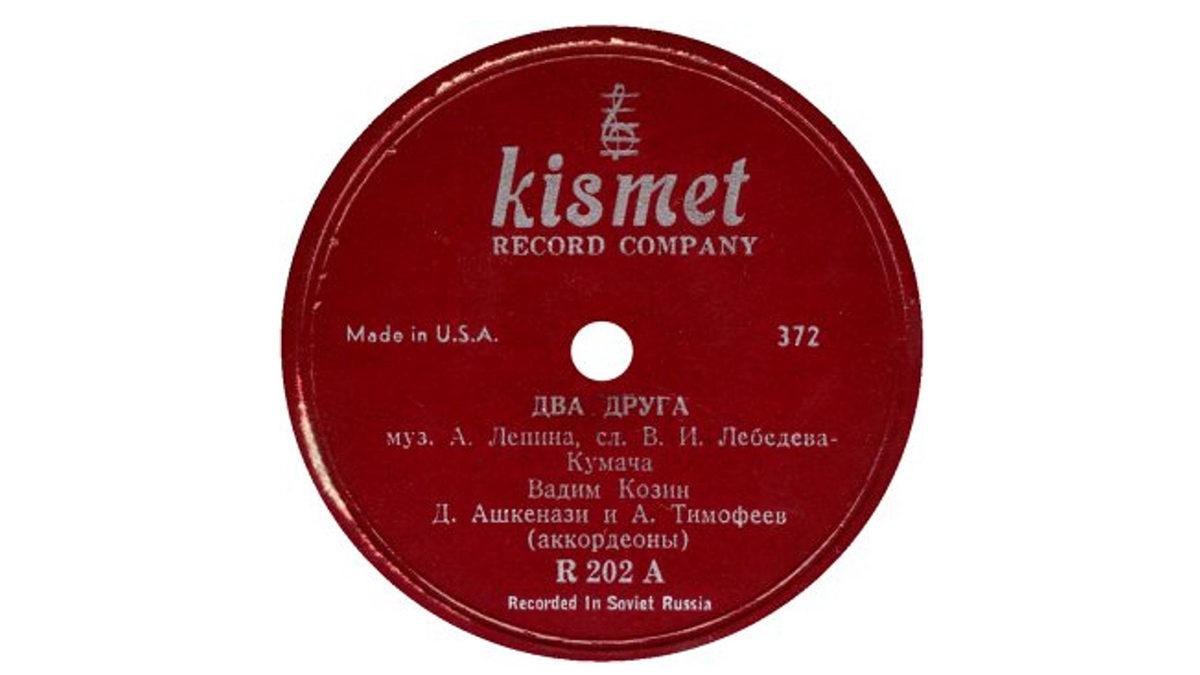 kismet
RECORD COMPANY
Made in U.S.A. 372
ДВА ДРУГА
муз. А. Лепина, сл. В. И. Лебедева-
Кумача
Вадим Козин
Д. Ашкенази и А. Тимофеев
(аккордеоны)
R 202 A
Recorded In Soviet Russia